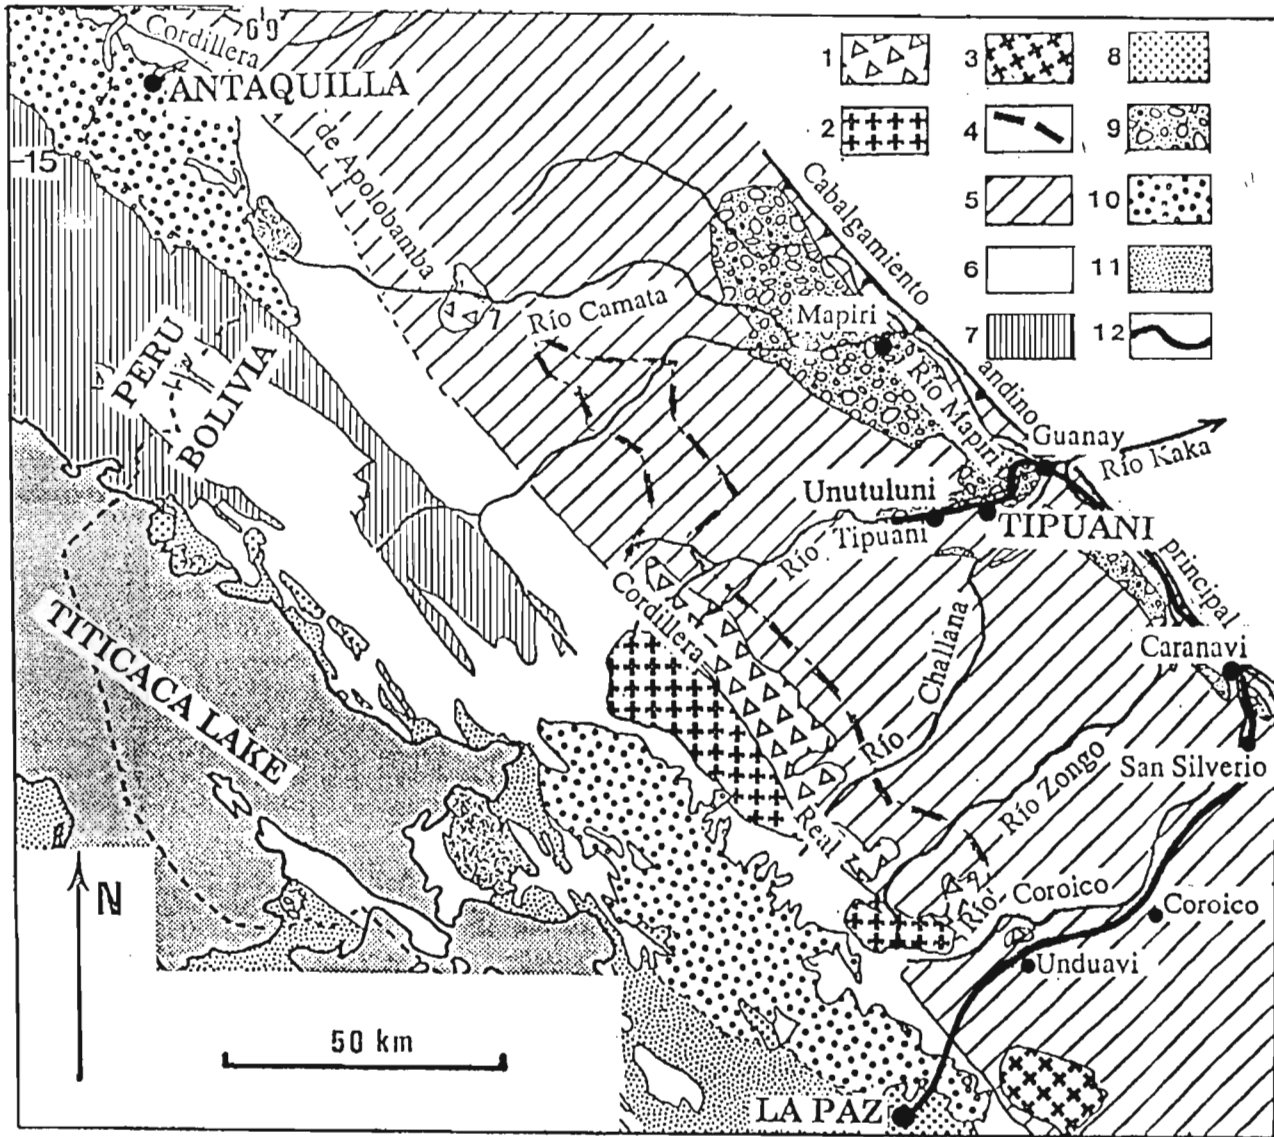 69
Cordillera
ANTAQUILLA
de Apolobamba
15
1
2
3
4
5
6
7
8
9
10
11
12
Cabalgamiento
andino
principal
Río Camata
Mapiri
Río Mapiri
Guanay
Río Kaka
PERU
BOLIVIA
Unutuluni
Río Tipuani
TIPUANI
TITICACA LAKE
Cordillera
Real
Río
Challana
Caranavi
San Silverio
Río Zongo
Río Coroico
Coroico
Unduavi
N
50 km
LA PAZ